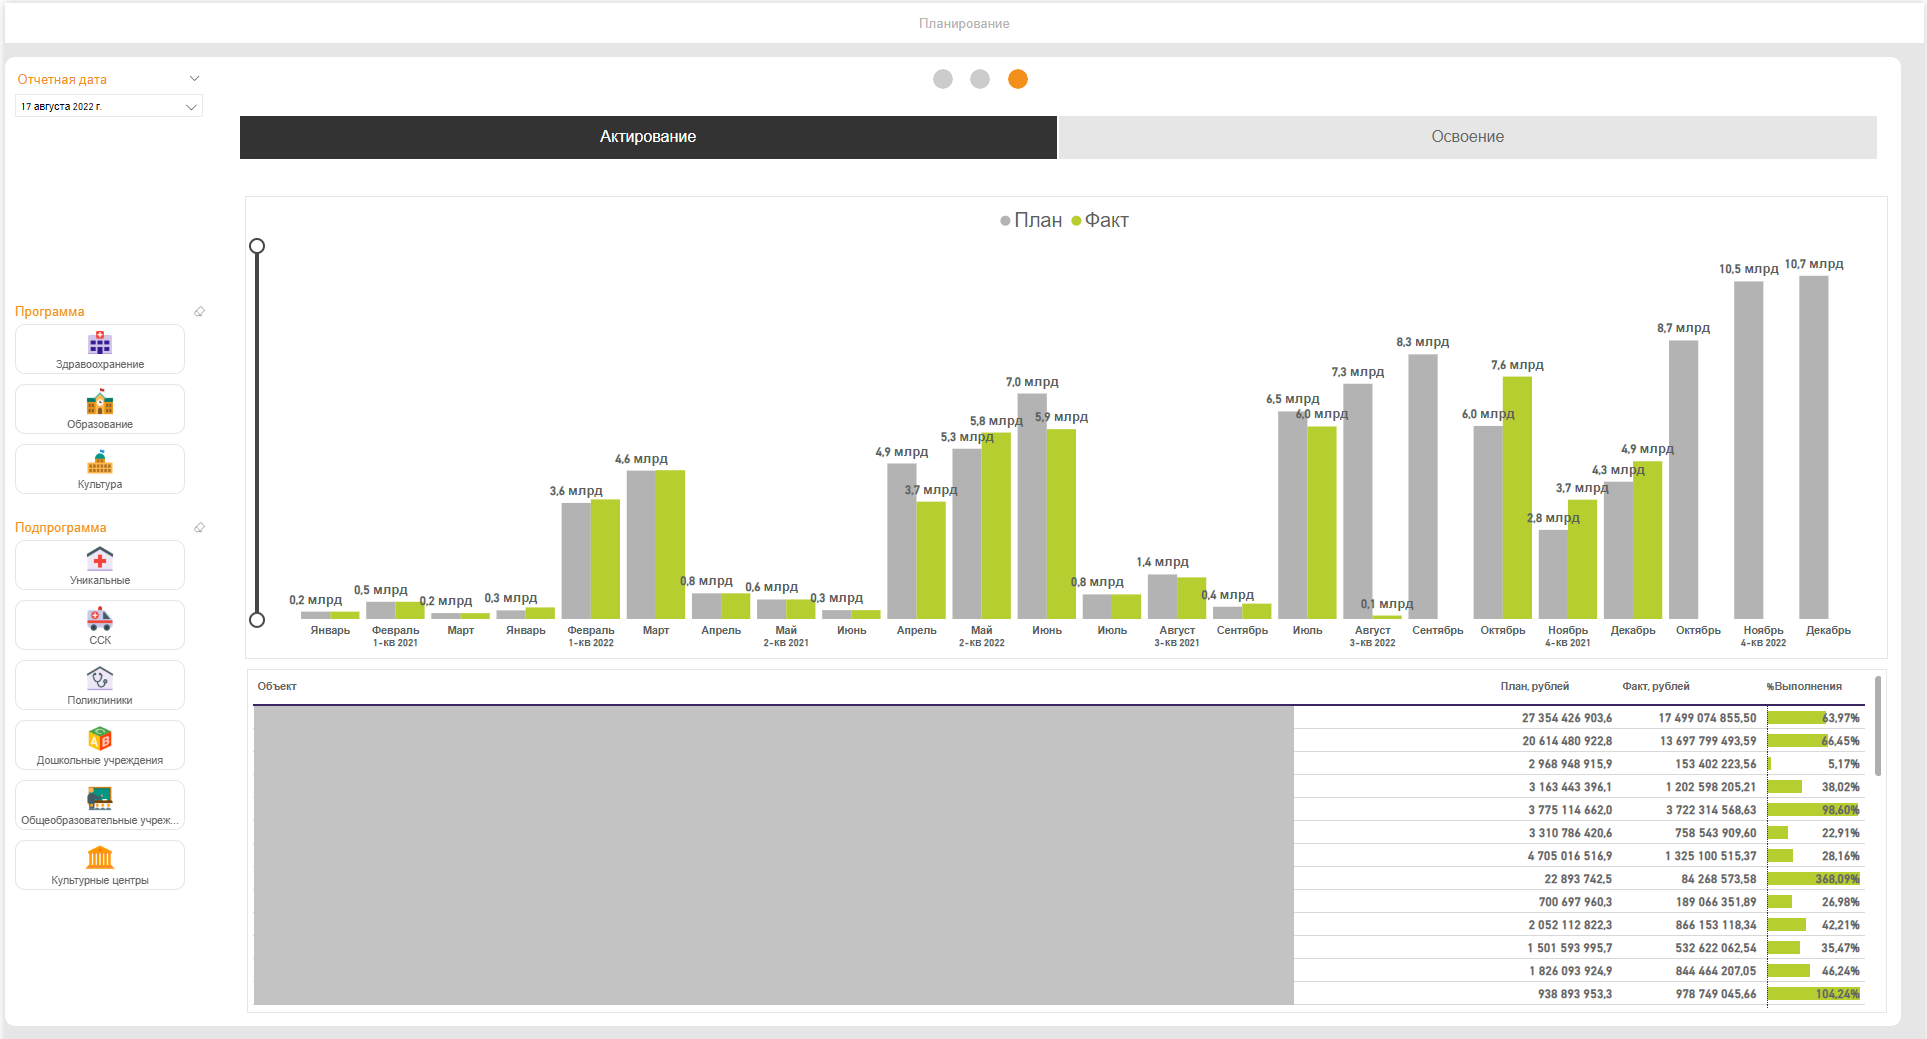 Планирование
Отчетная дата
17 августа 2022 г.
Актирование
Освоение
План Факт
10,5 млрд 10,7 млрд
8,7 млрд
8,3 млрд
7,3 млрд 7,6 млрд
7,0 млрд
6,5 млрд
6,0 млрд 6,0 млрд
5,8 млрд 5,9 млрд
5,3 млрд
4,9 млрд 4,9 млрд
4,6 млрд 4,3 млрд
3,6 млрд 3,7 млрд 3,7 млрд
2,8 млрд
1,4 млрд
0,8 млрд 0,8 млрд
0,2 млрд 0,5 млрд 0,2 млрд 0,3 млрд 0,6 млрд 0,3 млрд 0,4 млрд 0,1 млрд
Январь Февраль Март Январь Февраль Март Апрель Май Июнь Апрель Май Июнь Июль Август Сентябрь Июль Август Сентябрь Октябрь Ноябрь Декабрь Октябрь Ноябрь Декабрь
1-кв 2021 1-кв 2022 2-кв 2021 2-кв 2022 3-кв 2021 3-кв 2022 4-кв 2021 4-кв 2022
Программа
Здравоохранение
Образование
Культура
Подпрограмма
Уникальные
ССК
Поликлиники
Дошкольные учреждения
Общеобразовательные учреж...
Культурные центры
Объект План, рублей Факт, рублей %Выполнения
27 354 426 903,6 17 499 074 855,50 63,97%
20 614 480 922,8 13 697 799 493,59 66,45%
2 968 948 915,9 153 402 223,56 5,17%
3 163 443 396,1 1 202 598 205,21 38,02%
3 775 114 662,0 3 722 314 568,63 98,60%
3 310 786 420,6 758 543 909,60 22,91%
4 705 016 516,9 1 325 100 515,37 28,16%
22 893 742,5 84 268 573,58 368,09%
700 697 960,3 189 066 351,89 26,98%
2 052 112 822,3 866 153 118,34 42,21%
1 501 593 995,7 532 622 062,54 35,47%
1 826 093 924,9 844 464 207,05 46,24%
938 893 953,3 978 749 045,66 104,24%